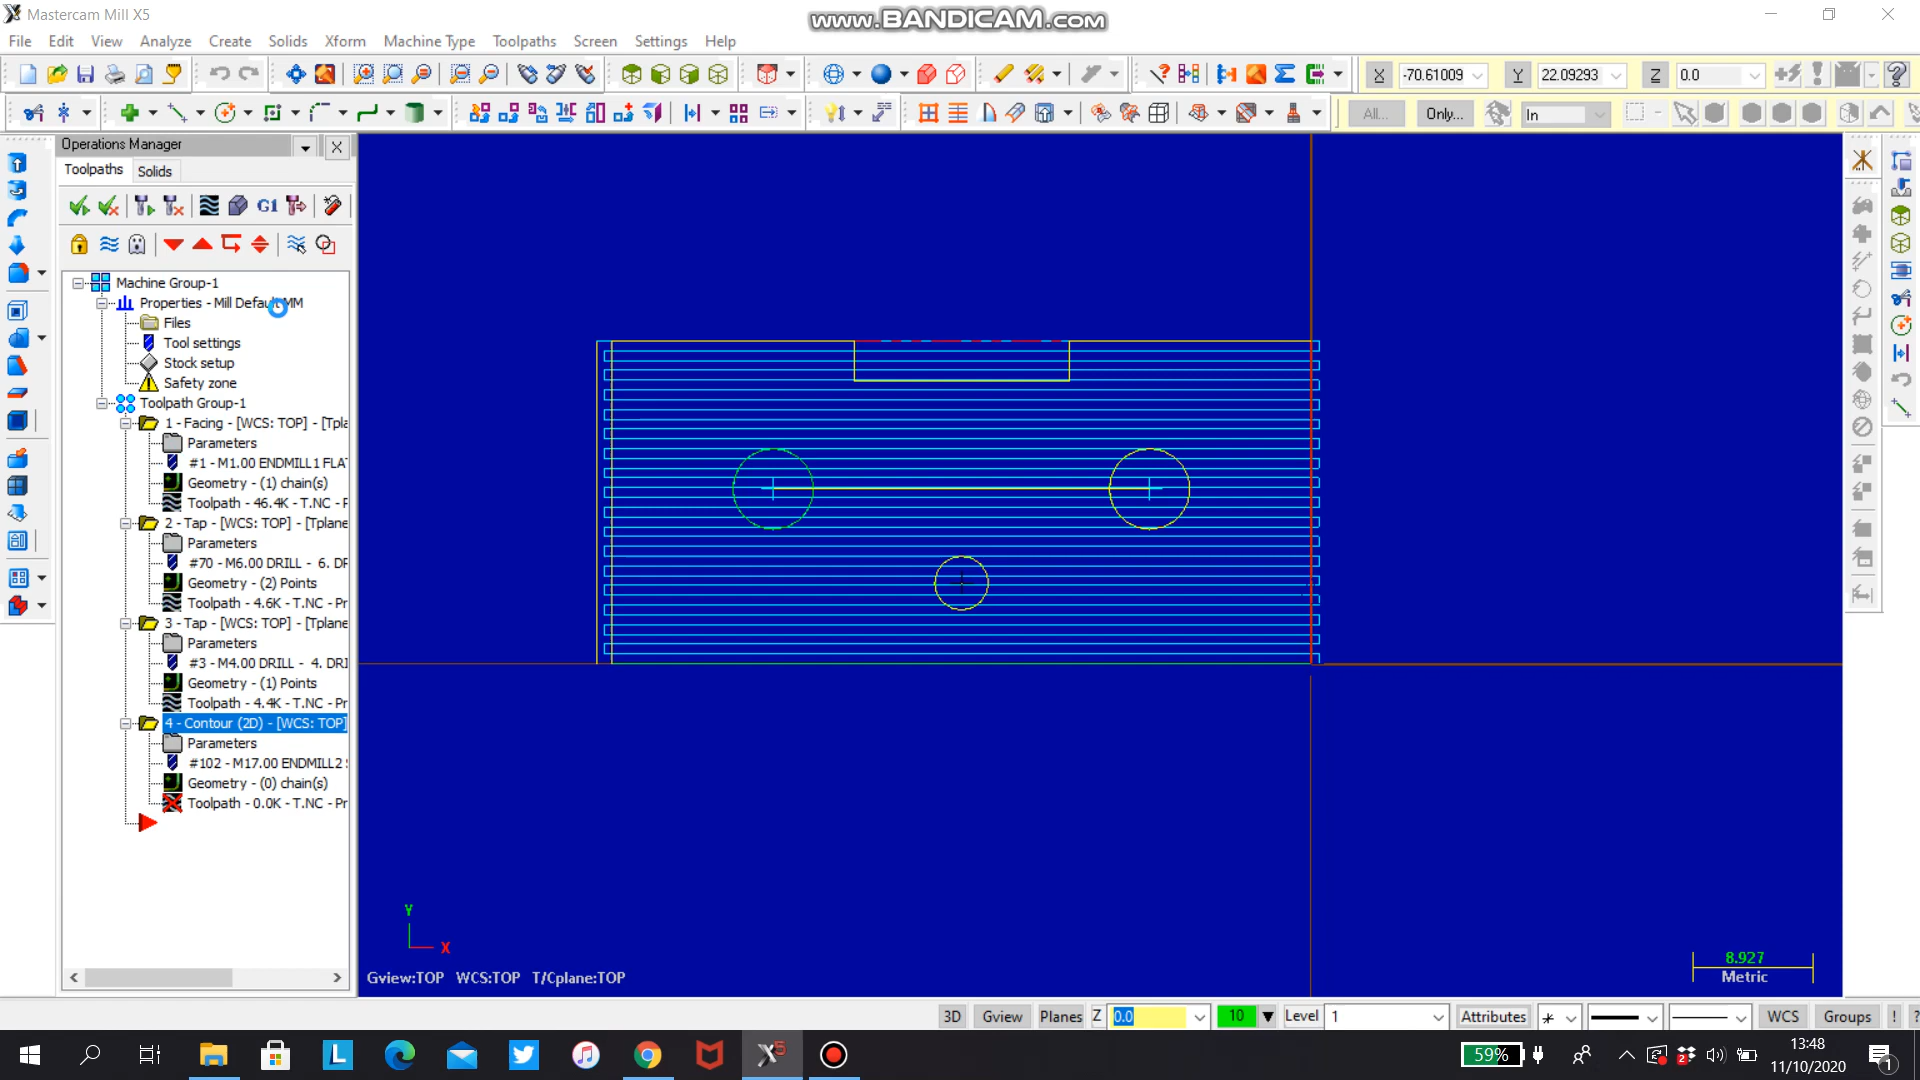 Mastercam Mill X5
www.BANDICAM.com
File Edit View Analyze Create Solids Xform Machine Type Toolpaths Screen Settings Help
X -70.61009 Y 22.09293 Z 0.0
All... Only... In
Operations Manager
Toolpaths Solids
G1
Machine Group-1
Properties - Mill Default MM
Files
Tool settings
Stock setup
Safety zone
Toolpath Group-1
1 - Facing - [WCS: TOP] - [Tpla
Parameters
#1 - M1.00 ENDMILL1 FLA
Geometry - (1) chain(s)
Toolpath - 46.4K - T.NC - P
2 - Tap - [WCS: TOP] - [Tplane
Parameters
#70 - M6.00 DRILL - 6. DR
Geometry - (2) Points
Toolpath - 4.6K - T.NC - Pr
3 - Tap - [WCS: TOP] - [Tplane
Parameters
#3 - M4.00 DRILL - 4. DRI
Geometry - (1) Points
Toolpath - 4.4K - T.NC - Pr
4 - Contour (2D) - [WCS: TOP]
Parameters
#102 - M17.00 ENDMILL2
Geometry - (0) chain(s)
Toolpath - 0.0K - T.NC - Pr
Y
X
Gview:TOP WCS:TOP T/Cplane:TOP
8.927
Metric
3D Gview Planes Z 0.0 10 Level 1 Attributes WCS Groups ! ?
59%
13:48
11/10/2020